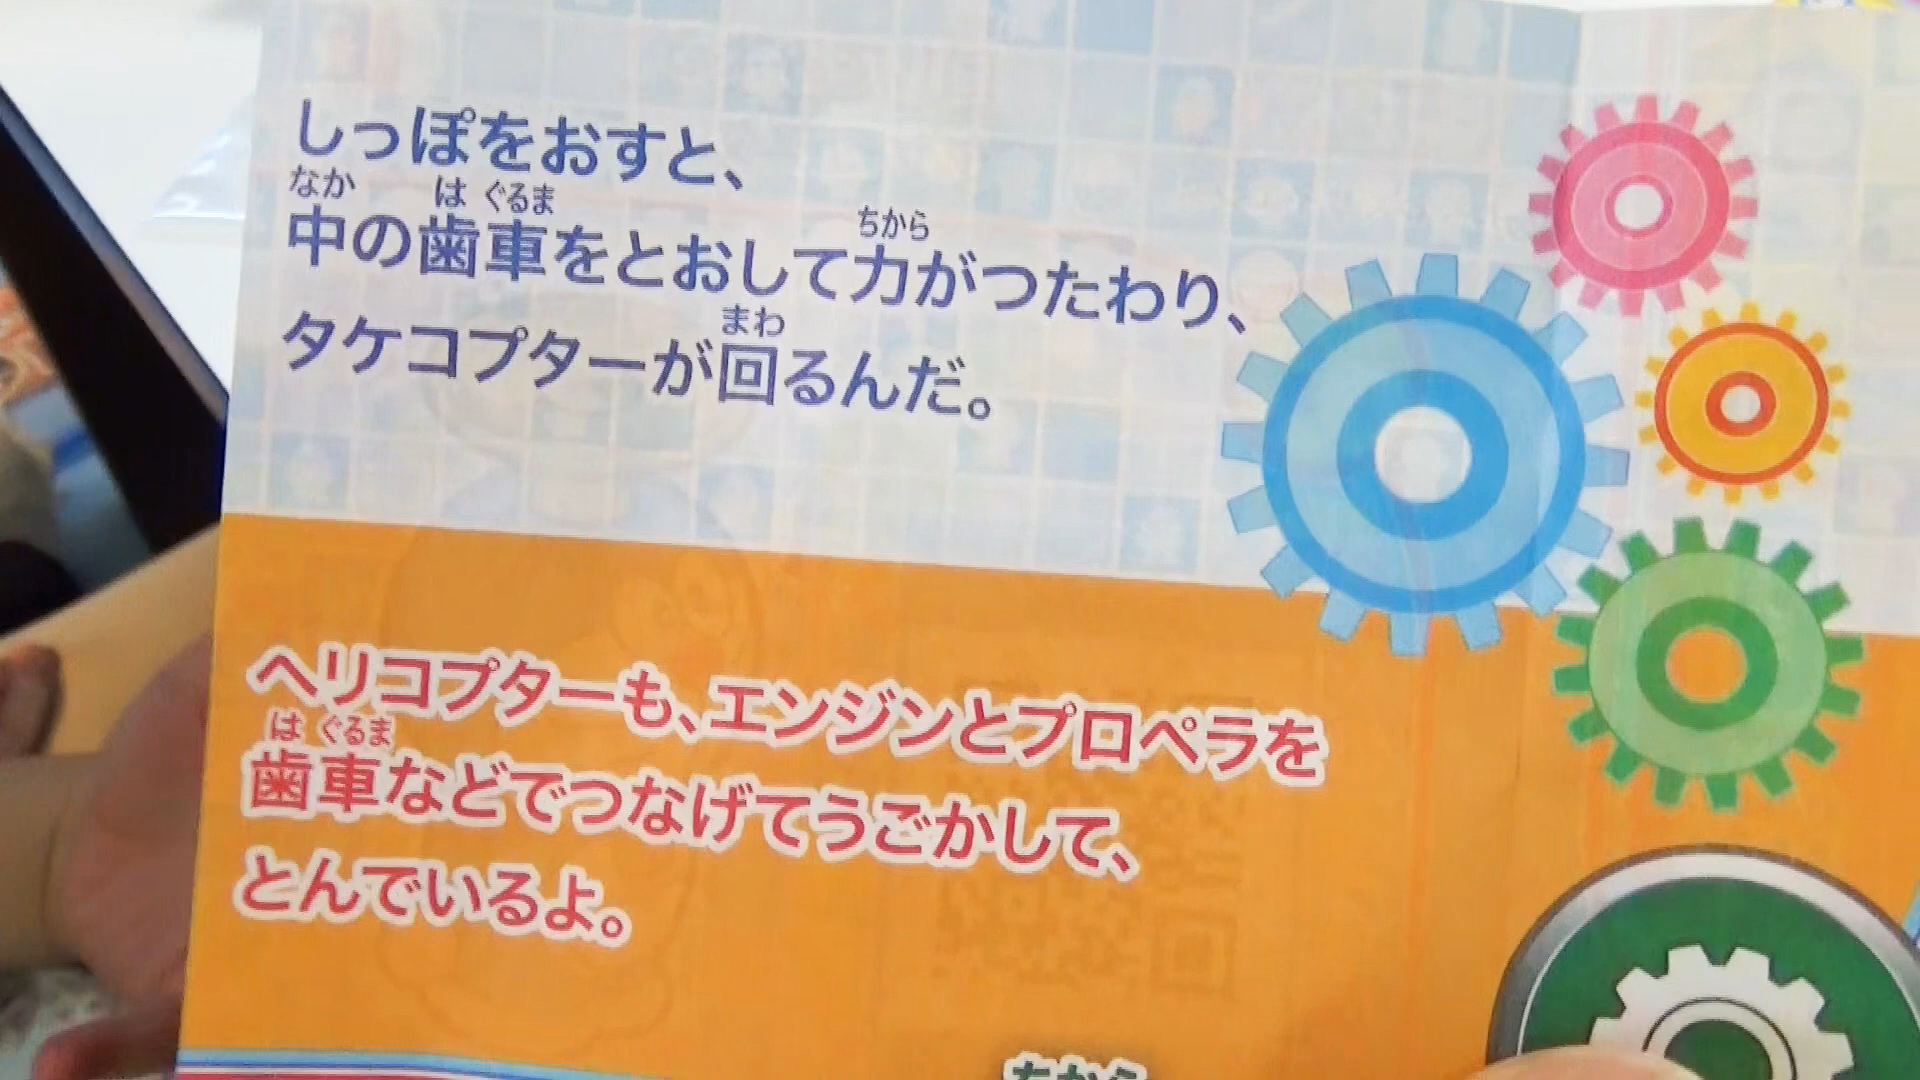 しっぽをおすと、
なか は ぐるま ちから
中の歯車をとおして力がつたわり、
まわ
タケコプターが回るんだ。
ヘリコプターも、エンジンとプロペラを
は ぐるま
歯車などでつなげてうごかして、
とんでいるよ。
ちから